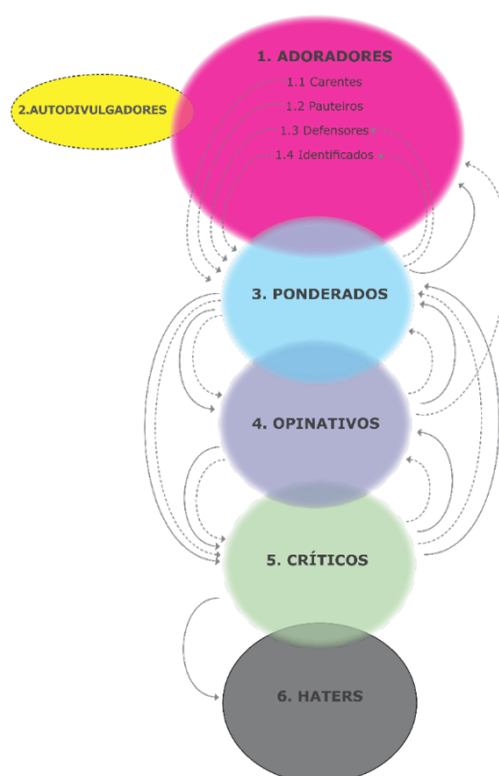 1. ADORADORES
1.1 Carentes
2.AUTODIVULGADORES
1.2 Pauteiros
1.3 Defensores
1.4 Identificados
3. PONDERADOS
4. OPINATIVOS
5. CRÍTICOS
6. HATERS